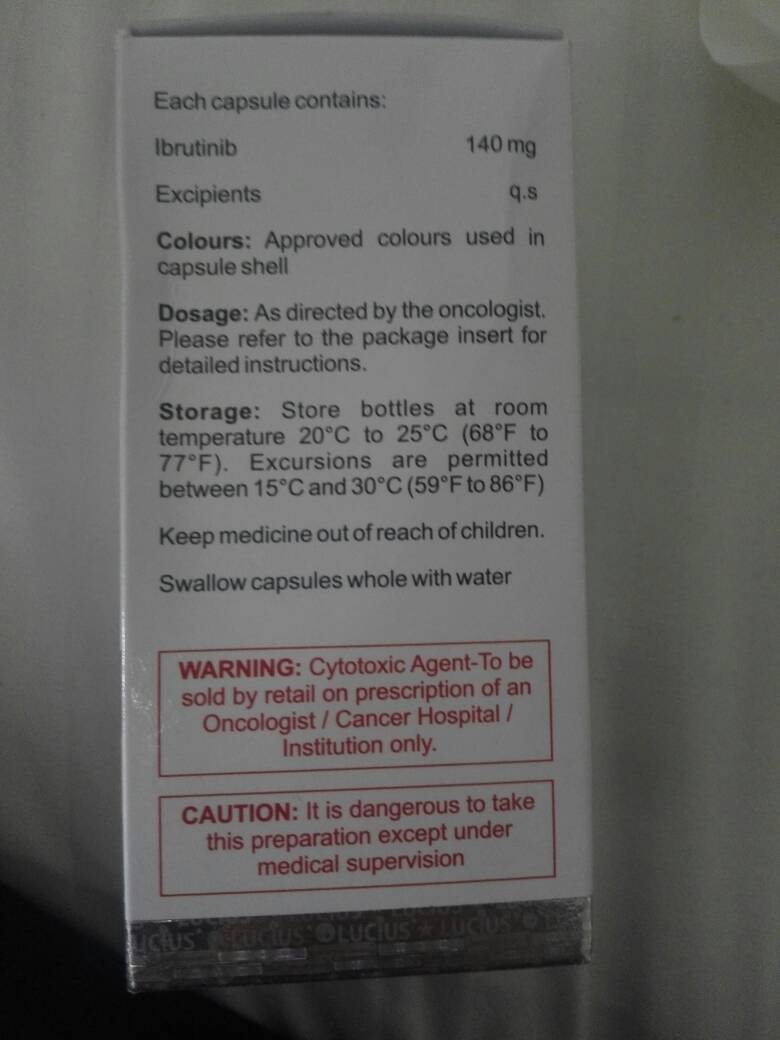 Each capsule contains:
Ibrutinib 140 mg
Excipients q.s
Colours: Approved colours used in
capsule shell
Dosage: As directed by the oncologist.
Please refer to the package insert for
detailed instructions.
Storage: Store bottles at room
temperature 20°C to 25°C (68°F to
77°F). Excursions are permitted
between 15°C and 30°C (59°F to 86°F)
Keep medicine out of reach of children.
Swallow capsules whole with water
WARNING: Cytotoxic Agent-To be
sold by retail on prescription of an
Oncologist / Cancer Hospital /
Institution only.
CAUTION: It is dangerous to take
this preparation except under
medical supervision
LUCIUS LUCIUS LUCIUS